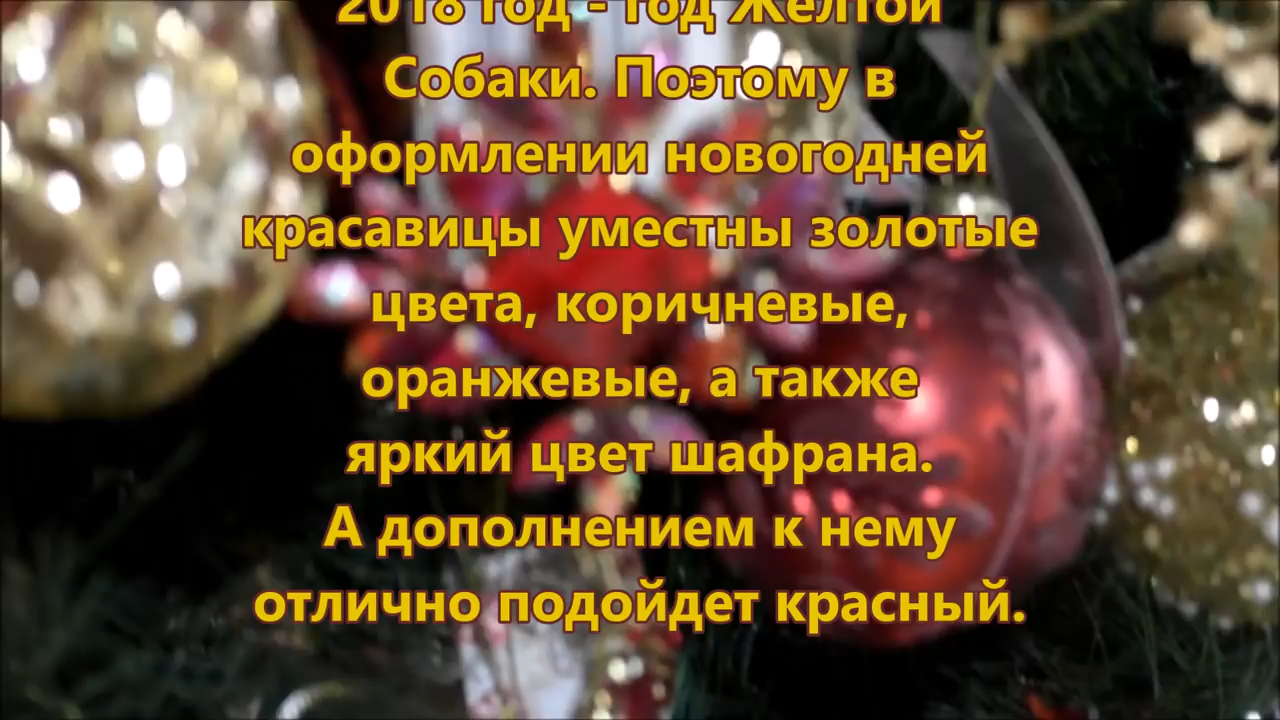 2018 год - год Желтой
Собаки. Поэтому в
оформлении новогодней
красавицы уместны золотые
цвета, коричневые,
оранжевые, а также
яркий цвет шафрана.
А дополнением к нему
отлично подойдет красный.